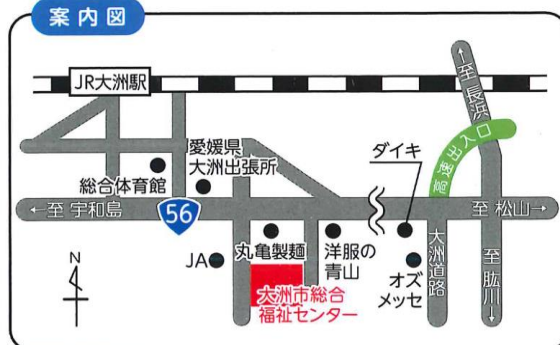 案内図
JR大洲駅
至長浜
高速出入口
愛媛県
大洲出張所
ダイキ
総合体育館
←至 宇和島
56
至 松山→
JA
丸亀製麺
洋服の
青山
オズ
メッセ
大洲道路
至肱川
N
大洲市総合
福祉センター